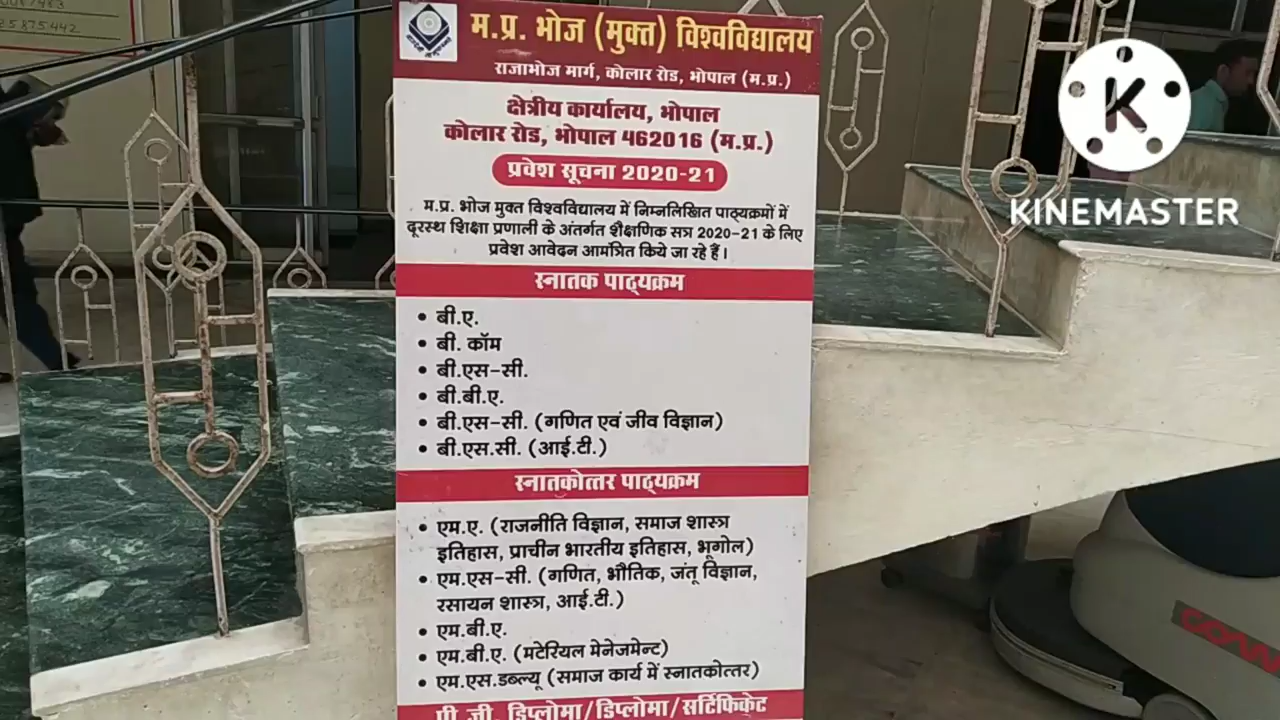 25875442
म.प्र. भोज (मुक्त) विश्वविद्यालय
राजाभोज मार्ग, कोलार रोड, भोपाल (म.प्र.)
क्षेत्रीय कार्यालय, भोपाल
कोलार रोड, भोपाल 462016 (म.प्र.)
प्रवेश सूचना 2020-21
म.प्र. भोज मुक्त विश्वविद्यालय में निम्नलिखित पाठ्यक्रमों में
दूरस्थ शिक्षा प्रणाली के अंतर्गत शैक्षणिक सत्र 2020-21 के लिए
प्रवेश आवेदन आमंत्रित किये जा रहे हैं।
स्नातक पाठ्यक्रम
• बी.ए.
• बी. कॉम
• बी.एस-सी.
• बी.बी.ए.
• बी.एस-सी. (गणित एवं जीव विज्ञान)
• बी.एस.सी. (आई.टी.)
स्नातकोत्तर पाठ्यक्रम
• एम.ए. (राजनीति विज्ञान, समाज शास्त्र
इतिहास, प्राचीन भारतीय इतिहास, भूगोल)
• एम.एस-सी. (गणित, भौतिक, जंतू विज्ञान,
रसायन शास्त्र, आई.टी.)
• एम.बी.ए.
• एम.बी.ए. (मटेरियल मेनेजमेन्ट)
• एम.एस.डब्ल्यू (समाज कार्य में स्नातकोत्तर)
पी.जी. डिप्लोमा/डिप्लोमा/सर्टिफिकेट
K
KINEMASTER